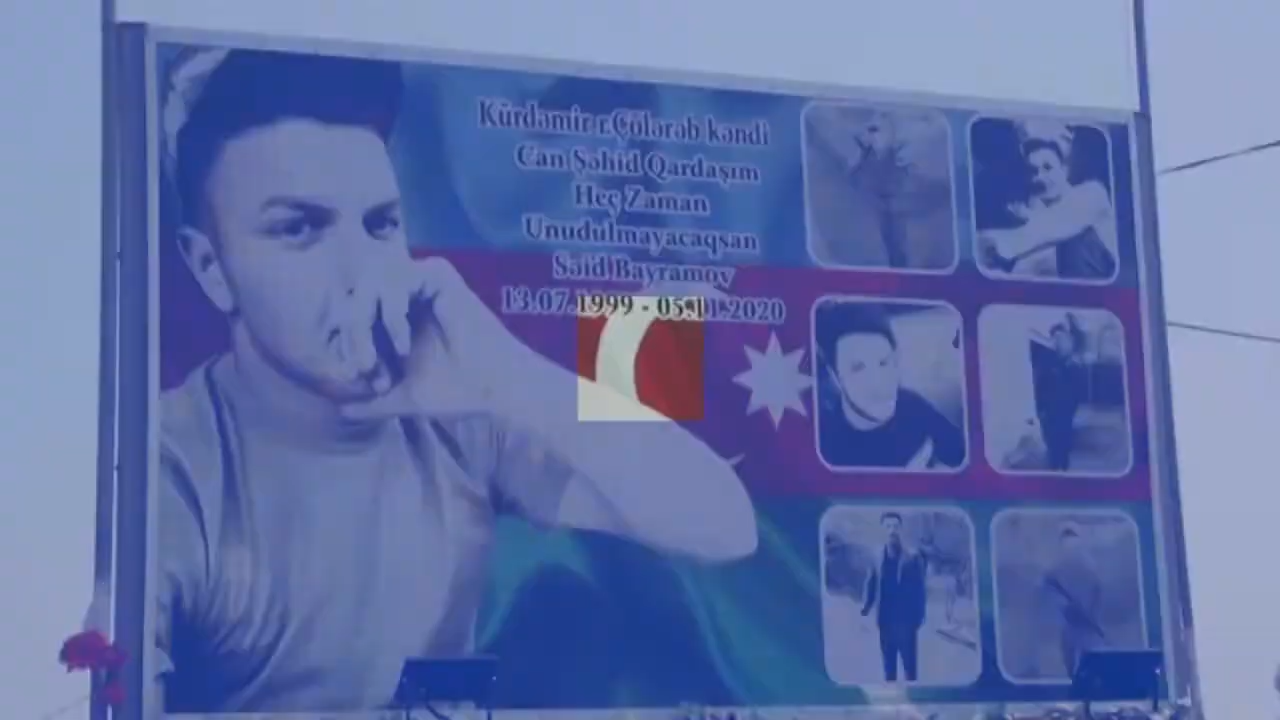 Kürdəmir r.Çölərəb kəndi
Can Şəhid Qardaşım
Heç Zaman
Unudulmayacaqsan
Səid Bayramov
13.07.1999 - 05.11.2020